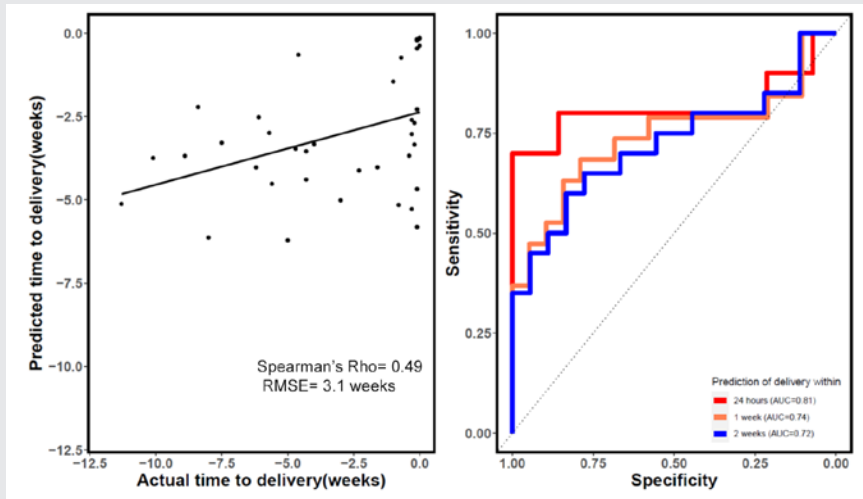 Predicted time to delivery(weeks)
0.0
−2.5
−5.0
−7.5
−10.0
−12.5
Spearman's Rho= 0.49
RMSE= 3.1 weeks
−12.5 −10.0 −7.5 −5.0 −2.5 0.0
Actual time to delivery(weeks)
Sensitivity
1.00
0.75
0.50
0.25
0.00
Prediction of delivery within
24 hours (AUC=0.81)
1 week (AUC=0.74)
2 weeks (AUC=0.72)
1.00 0.75 0.50 0.25 0.00
Specificity